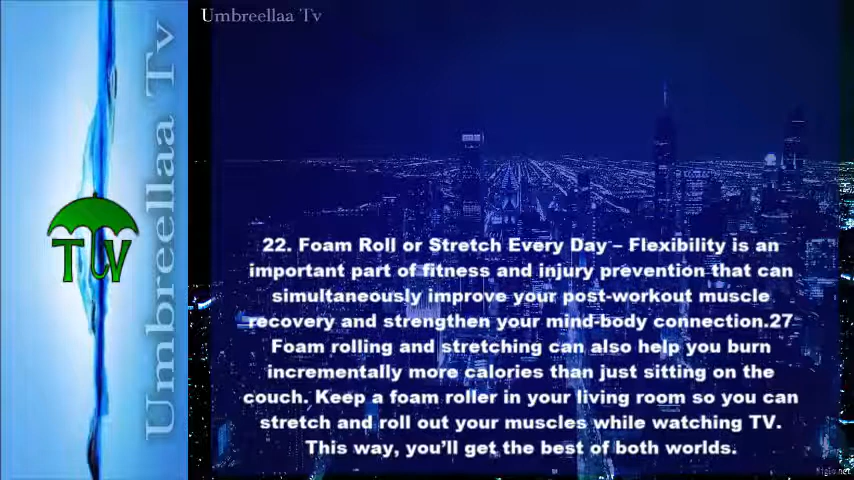 Umbreellaa Tv
Umbreellaa Tv
TV
22. Foam Roll or Stretch Every Day – Flexibility is an
important part of fitness and injury prevention that can
simultaneously improve your post-workout muscle
recovery and strengthen your mind-body connection.27
Foam rolling and stretching can also help you burn
incrementally more calories than just sitting on the
couch. Keep a foam roller in your living room so you can
stretch and roll out your muscles while watching TV.
This way, you’ll get the best of both worlds.